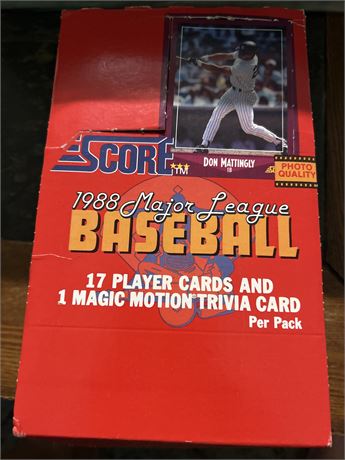 DON MATTINGLY
1B
SCORE TM
PHOTO
QUALITY
1988 Major League
BASEBALL
17 PLAYER CARDS AND
1 MAGIC MOTION TRIVIA CARD
Per Pack